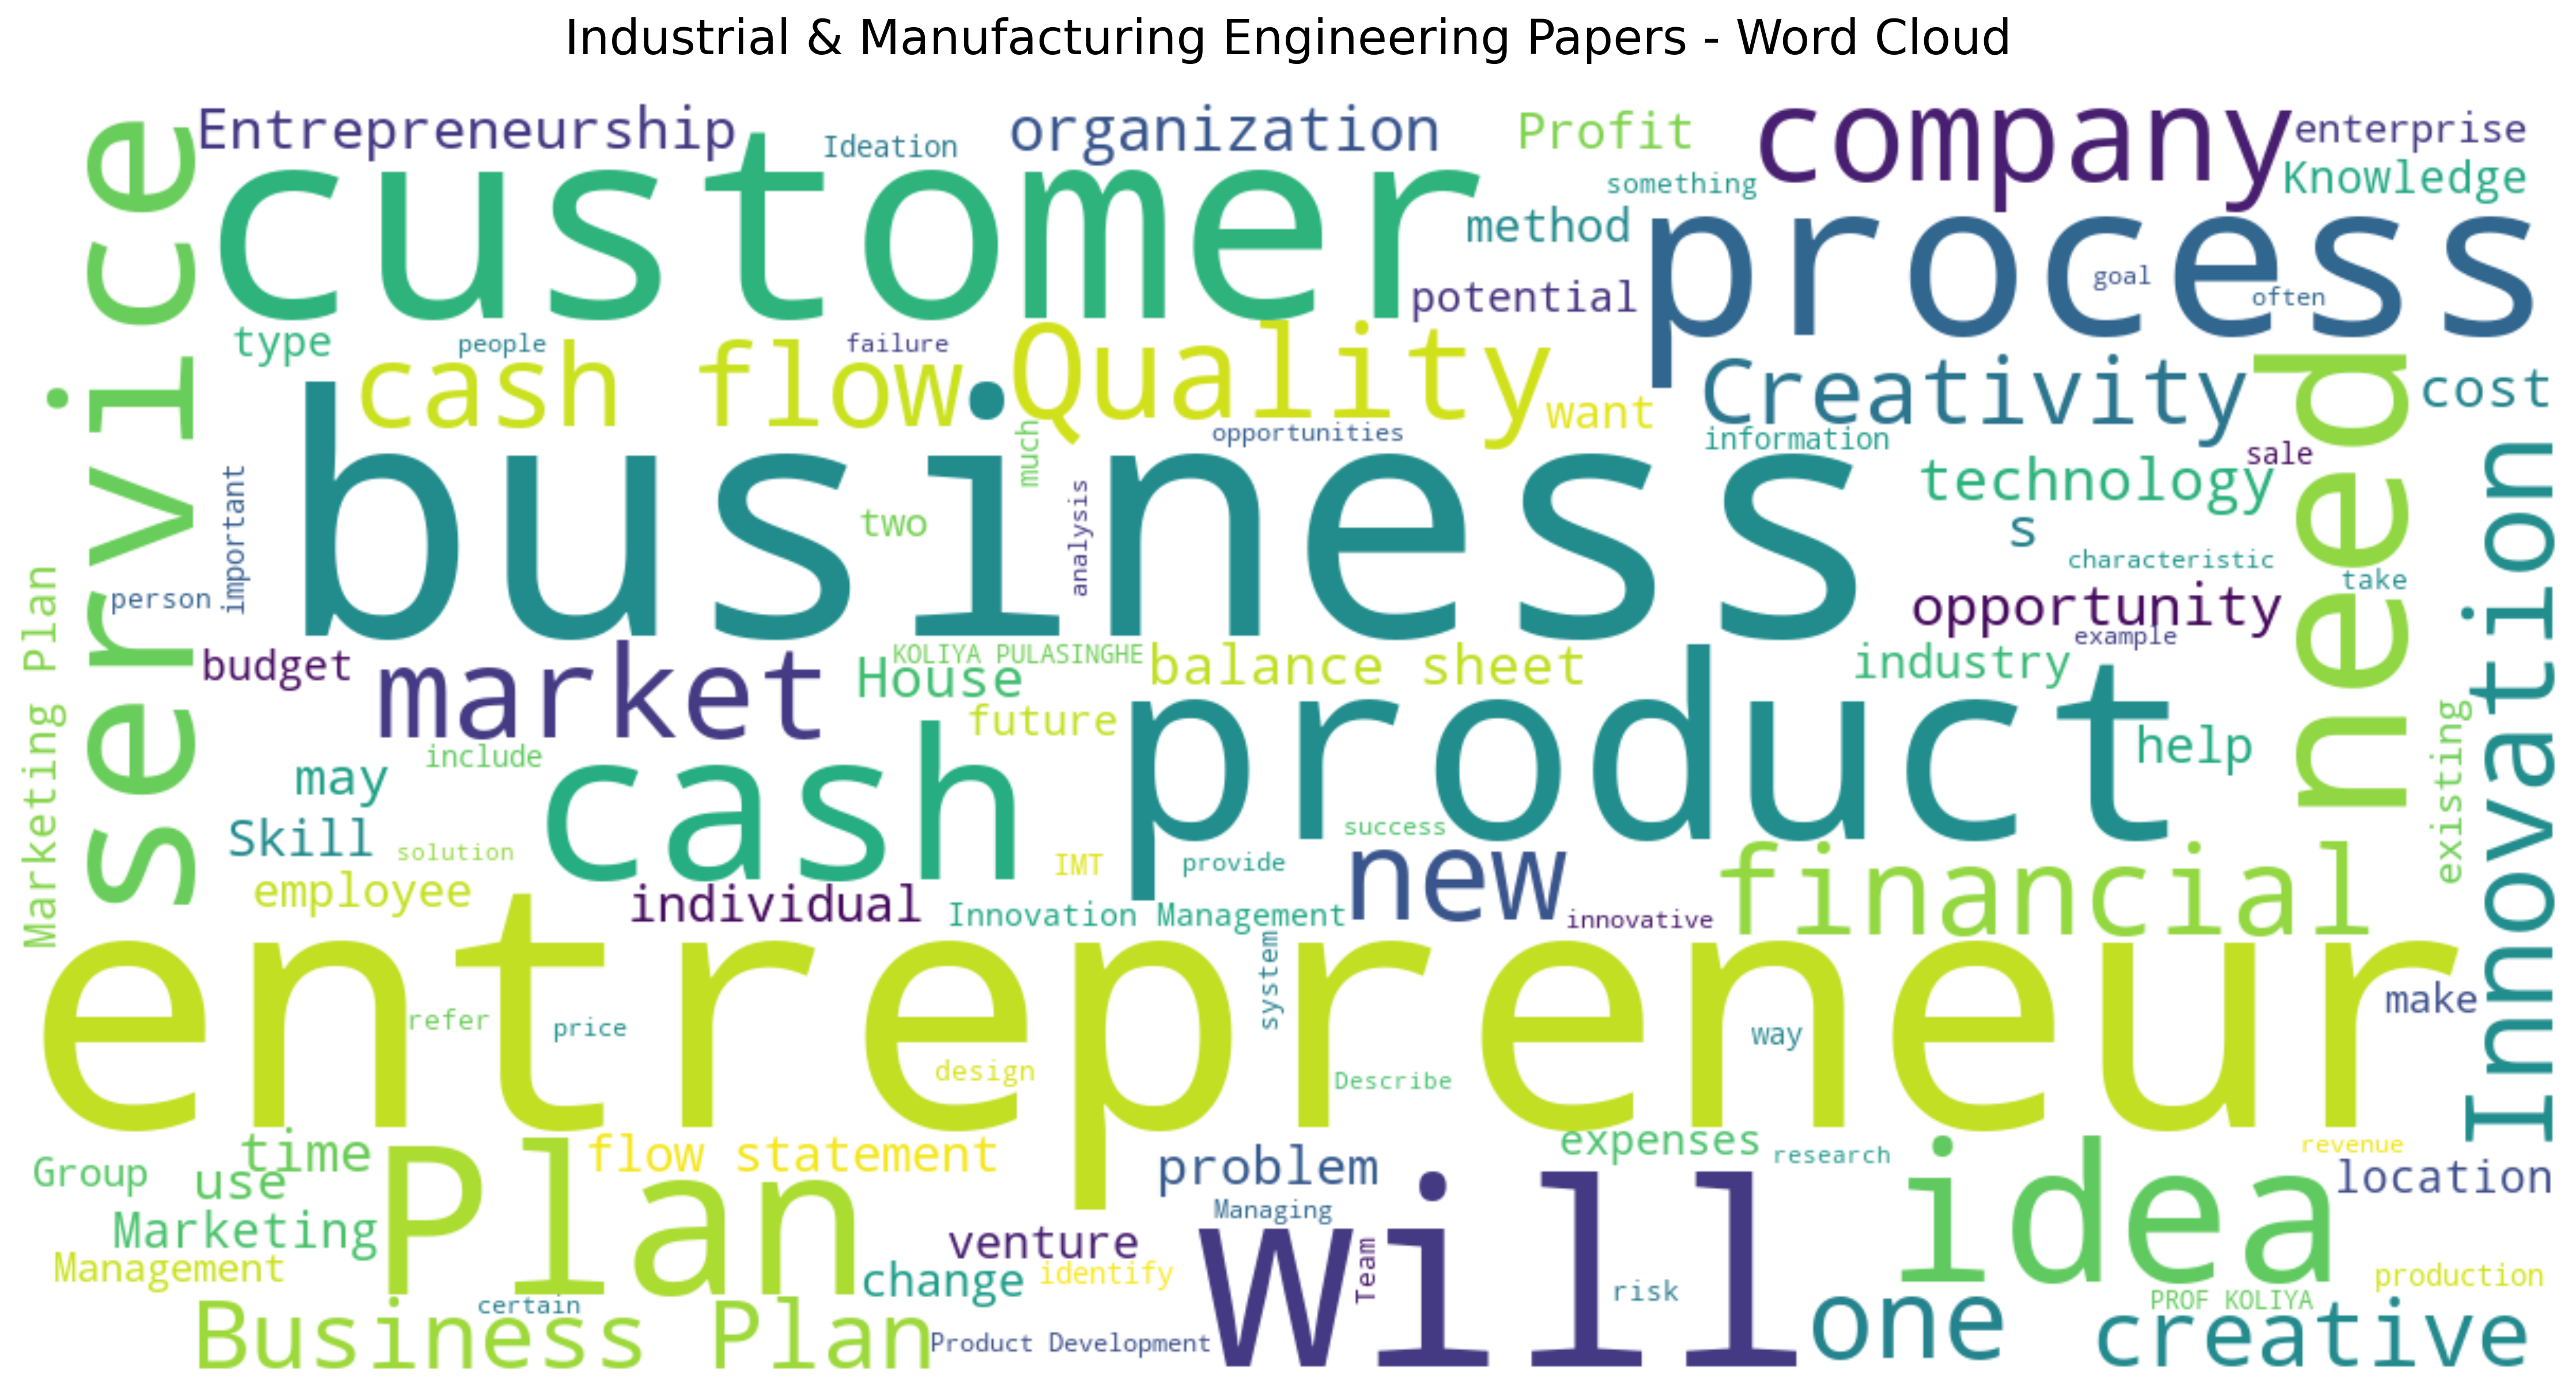 Industrial & Manufacturing Engineering Papers - Word Cloud
service
Entrepreneurship
Ideation
organization
Profit
company
enterprise
Knowledge
something
customer
method
process
potential
goal
often
type
people
failure
cash flow
Quality
want
Creativity
need
cost
much
opportunities
information
sale
technology
Innovation
important
business
two
analysis
s
characteristic
take
person
opportunity
example
Marketing Plan
budget
market
KOLIYA PULASINGHE
House
balance sheet
industry
future
product
help
existing
include
may
cash
Skill
solution
success
IMT
provide
new
financial
employee
individual
Innovation Management
innovative
system
entrepreneur
make
refer
price
way
design
Describe
time
flow statement
expenses
research
revenue
Group
use
Plan
problem
idea
location
Managing
Marketing
venture
will
Team
Management
change
identify
risk
production
certain
PROF KOLIYA
Business Plan
Product Development
one
creative